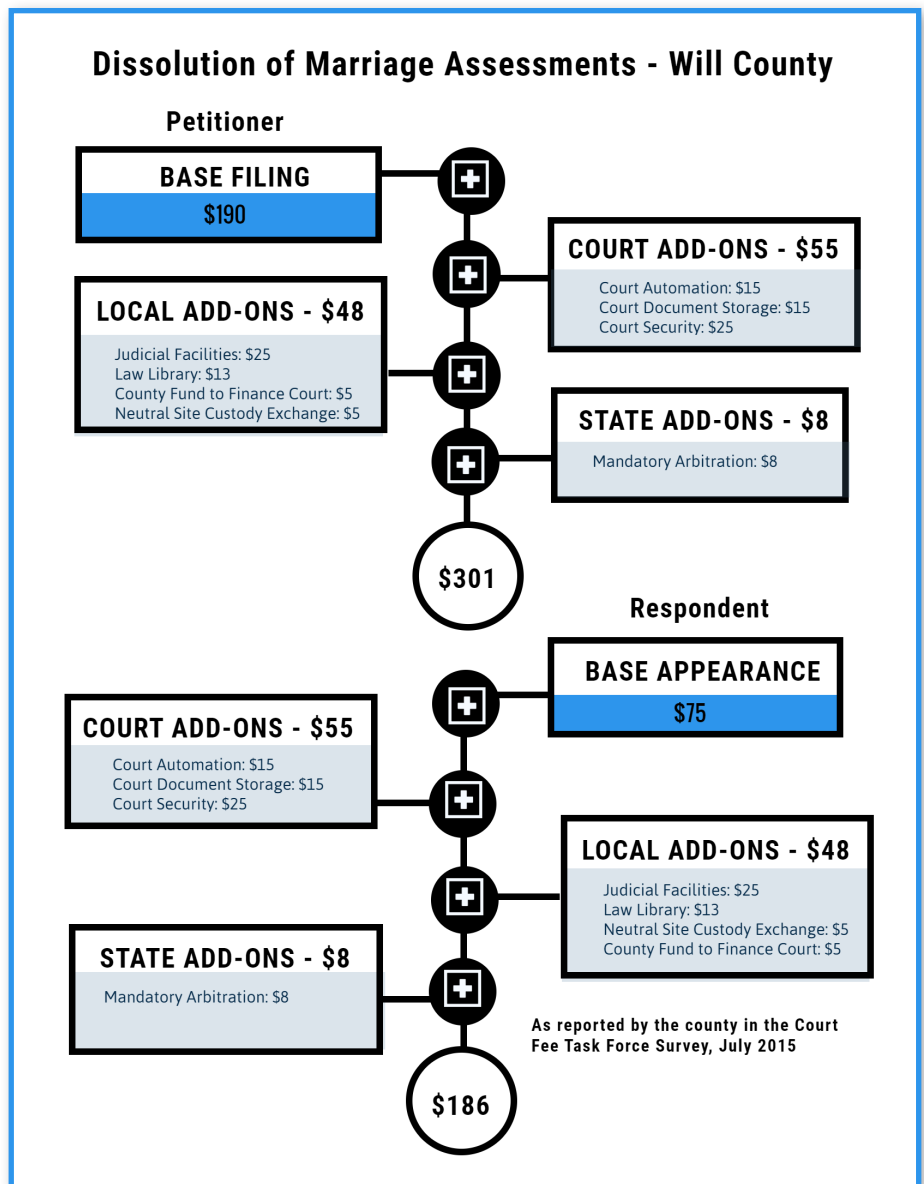 Dissolution of Marriage Assessments - Will County
Petitioner
BASE FILING
$190
COURT ADD-ONS - $55
Court Automation: $15
Court Document Storage: $15
Court Security: $25
LOCAL ADD-ONS - $48
Judicial Facilities: $25
Law Library: $13
County Fund to Finance Court: $5
Neutral Site Custody Exchange: $5
STATE ADD-ONS - $8
Mandatory Arbitration: $8
$301
Respondent
BASE APPEARANCE
$75
COURT ADD-ONS - $55
Court Automation: $15
Court Document Storage: $15
Court Security: $25
LOCAL ADD-ONS - $48
Judicial Facilities: $25
Law Library: $13
Neutral Site Custody Exchange: $5
County Fund to Finance Court: $5
STATE ADD-ONS - $8
Mandatory Arbitration: $8
As reported by the county in the Court
Fee Task Force Survey, July 2015
$186